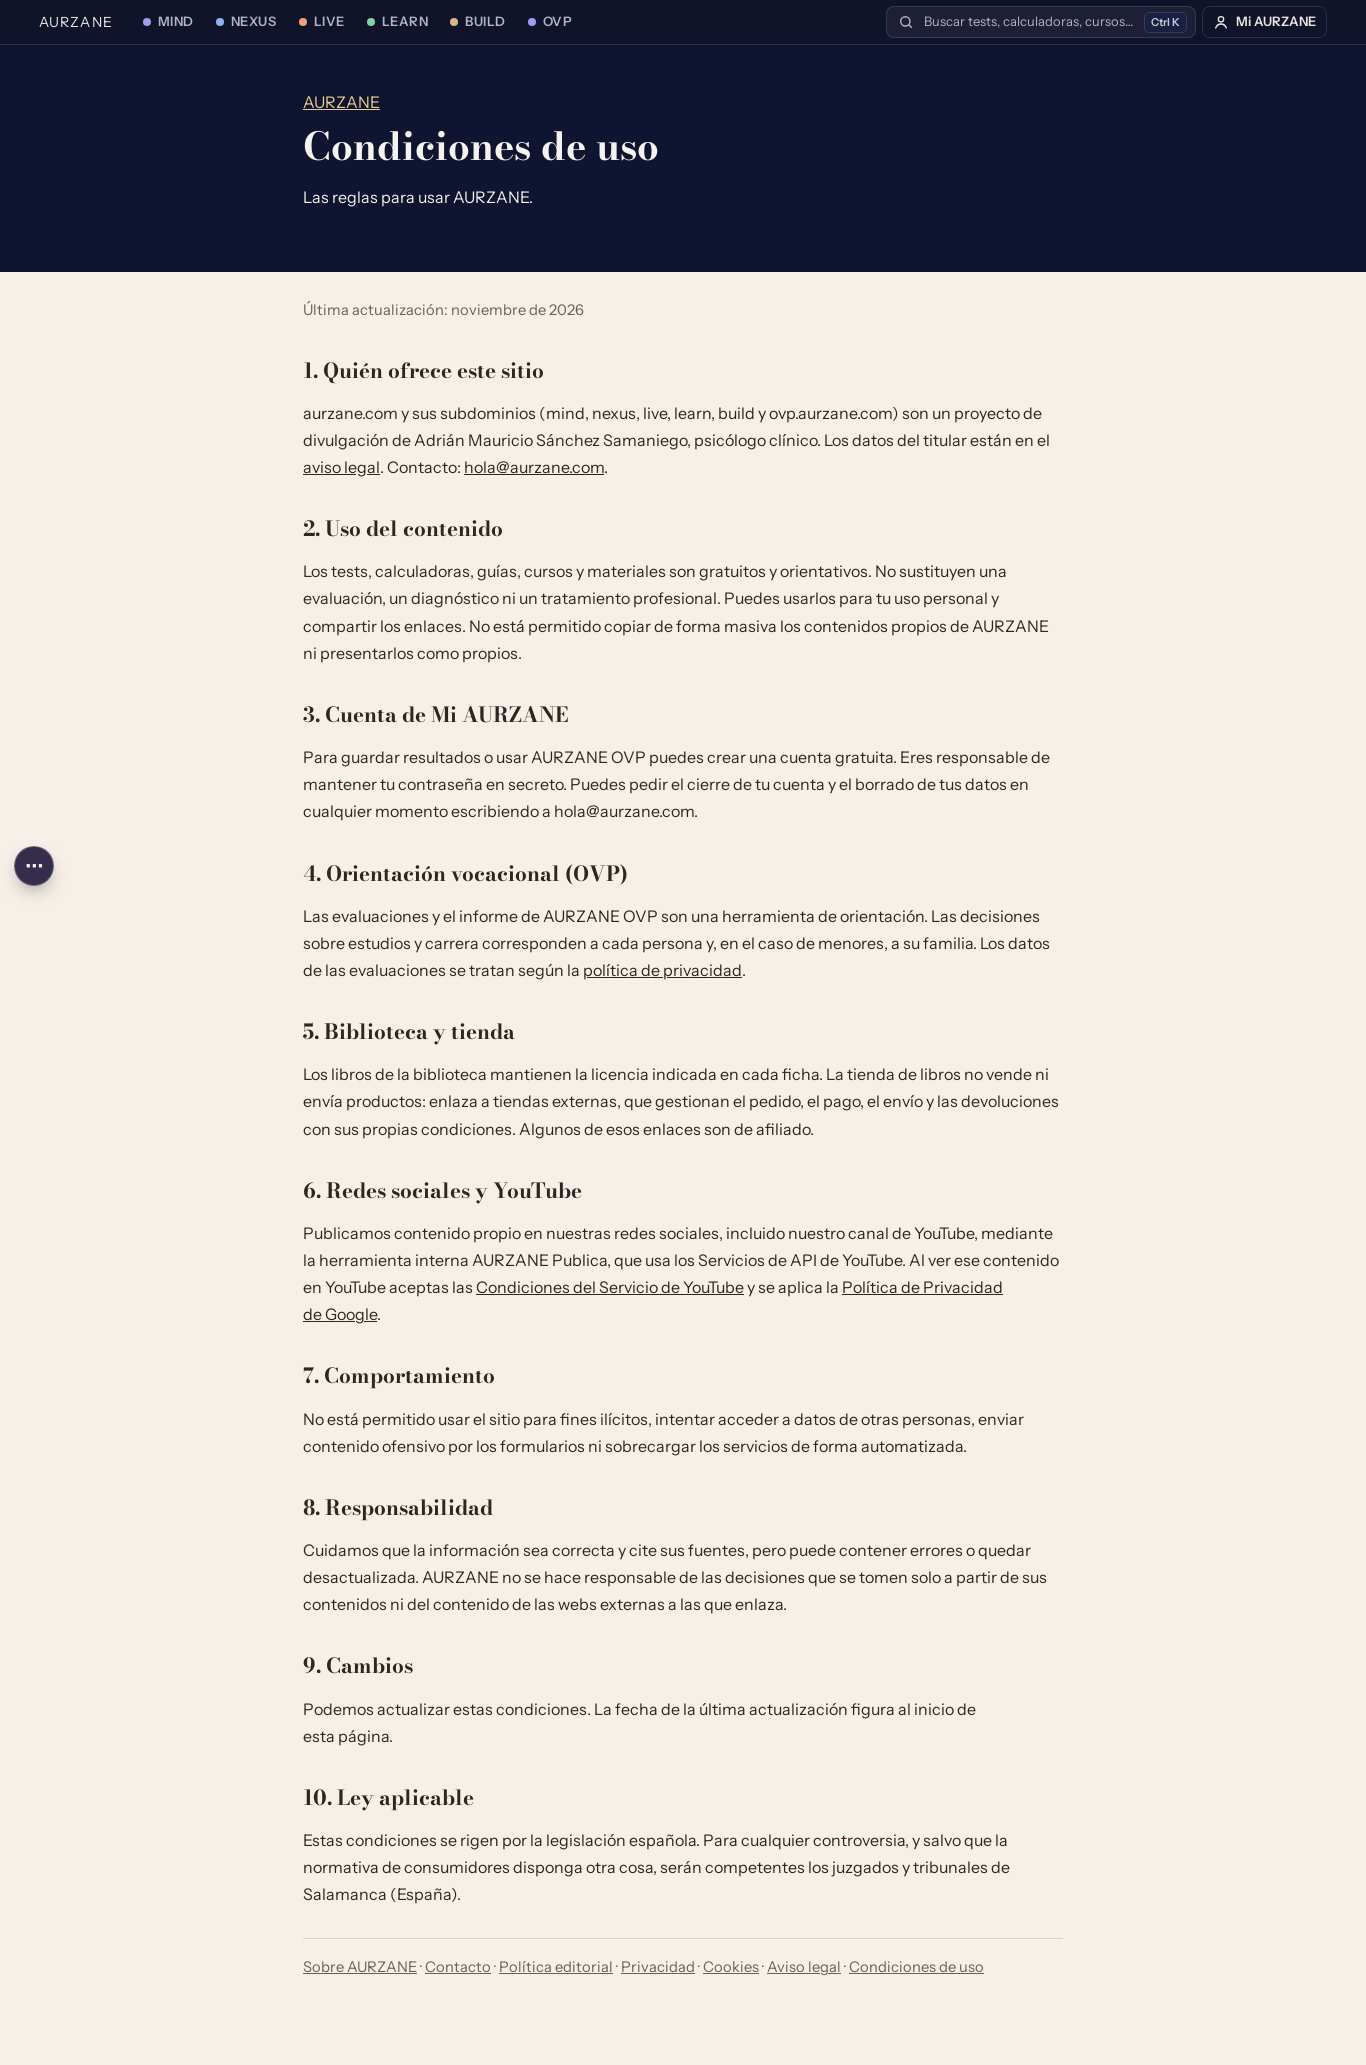 AURZANE MIND NEXUS LIVE LEARN BUILD OVP Buscar tests, calculadoras, cursos... Ctrl K Mi AURZANE
AURZANE
Condiciones de uso
Las reglas para usar AURZANE.
Última actualización: noviembre de 2026
1. Quién ofrece este sitio
aurzane.com y sus subdominios (mind, nexus, live, learn, build y ovp.aurzane.com) son un proyecto de
divulgación de Adrián Mauricio Sánchez Samaniego, psicólogo clínico. Los datos del titular están en el
aviso legal. Contacto: hola@aurzane.com.
2. Uso del contenido
Los tests, calculadoras, guías, cursos y materiales son gratuitos y orientativos. No sustituyen una
evaluación, un diagnóstico ni un tratamiento profesional. Puedes usarlos para tu uso personal y
compartir los enlaces. No está permitido copiar de forma masiva los contenidos propios de AURZANE
ni presentarlos como propios.
3. Cuenta de Mi AURZANE
Para guardar resultados o usar AURZANE OVP puedes crear una cuenta gratuita. Eres responsable de
mantener tu contraseña en secreto. Puedes pedir el cierre de tu cuenta y el borrado de tus datos en
cualquier momento escribiendo a hola@aurzane.com.
4. Orientación vocacional (OVP)
Las evaluaciones y el informe de AURZANE OVP son una herramienta de orientación. Las decisiones
sobre estudios y carrera corresponden a cada persona y, en el caso de menores, a su familia. Los datos
de las evaluaciones se tratan según la política de privacidad.
5. Biblioteca y tienda
Los libros de la biblioteca mantienen la licencia indicada en cada ficha. La tienda de libros no vende ni
envía productos: enlaza a tiendas externas, que gestionan el pedido, el pago, el envío y las devoluciones
con sus propias condiciones. Algunos de esos enlaces son de afiliado.
6. Redes sociales y YouTube
Publicamos contenido propio en nuestras redes sociales, incluido nuestro canal de YouTube, mediante
la herramienta interna AURZANE Publica, que usa los Servicios de API de YouTube. Al ver ese contenido
en YouTube aceptas las Condiciones del Servicio de YouTube y se aplica la Política de Privacidad
de Google.
7. Comportamiento
No está permitido usar el sitio para fines ilícitos, intentar acceder a datos de otras personas, enviar
contenido ofensivo por los formularios ni sobrecargar los servicios de forma automatizada.
8. Responsabilidad
Cuidamos que la información sea correcta y cite sus fuentes, pero puede contener errores o quedar
desactualizada. AURZANE no se hace responsable de las decisiones que se tomen solo a partir de sus
contenidos ni del contenido de las webs externas a las que enlaza.
9. Cambios
Podemos actualizar estas condiciones. La fecha de la última actualización figura al inicio de
esta página.
10. Ley aplicable
Estas condiciones se rigen por la legislación española. Para cualquier controversia, y salvo que la
normativa de consumidores disponga otra cosa, serán competentes los juzgados y tribunales de
Salamanca (España).
Sobre AURZANE · Contacto · Política editorial · Privacidad · Cookies · Aviso legal · Condiciones de uso